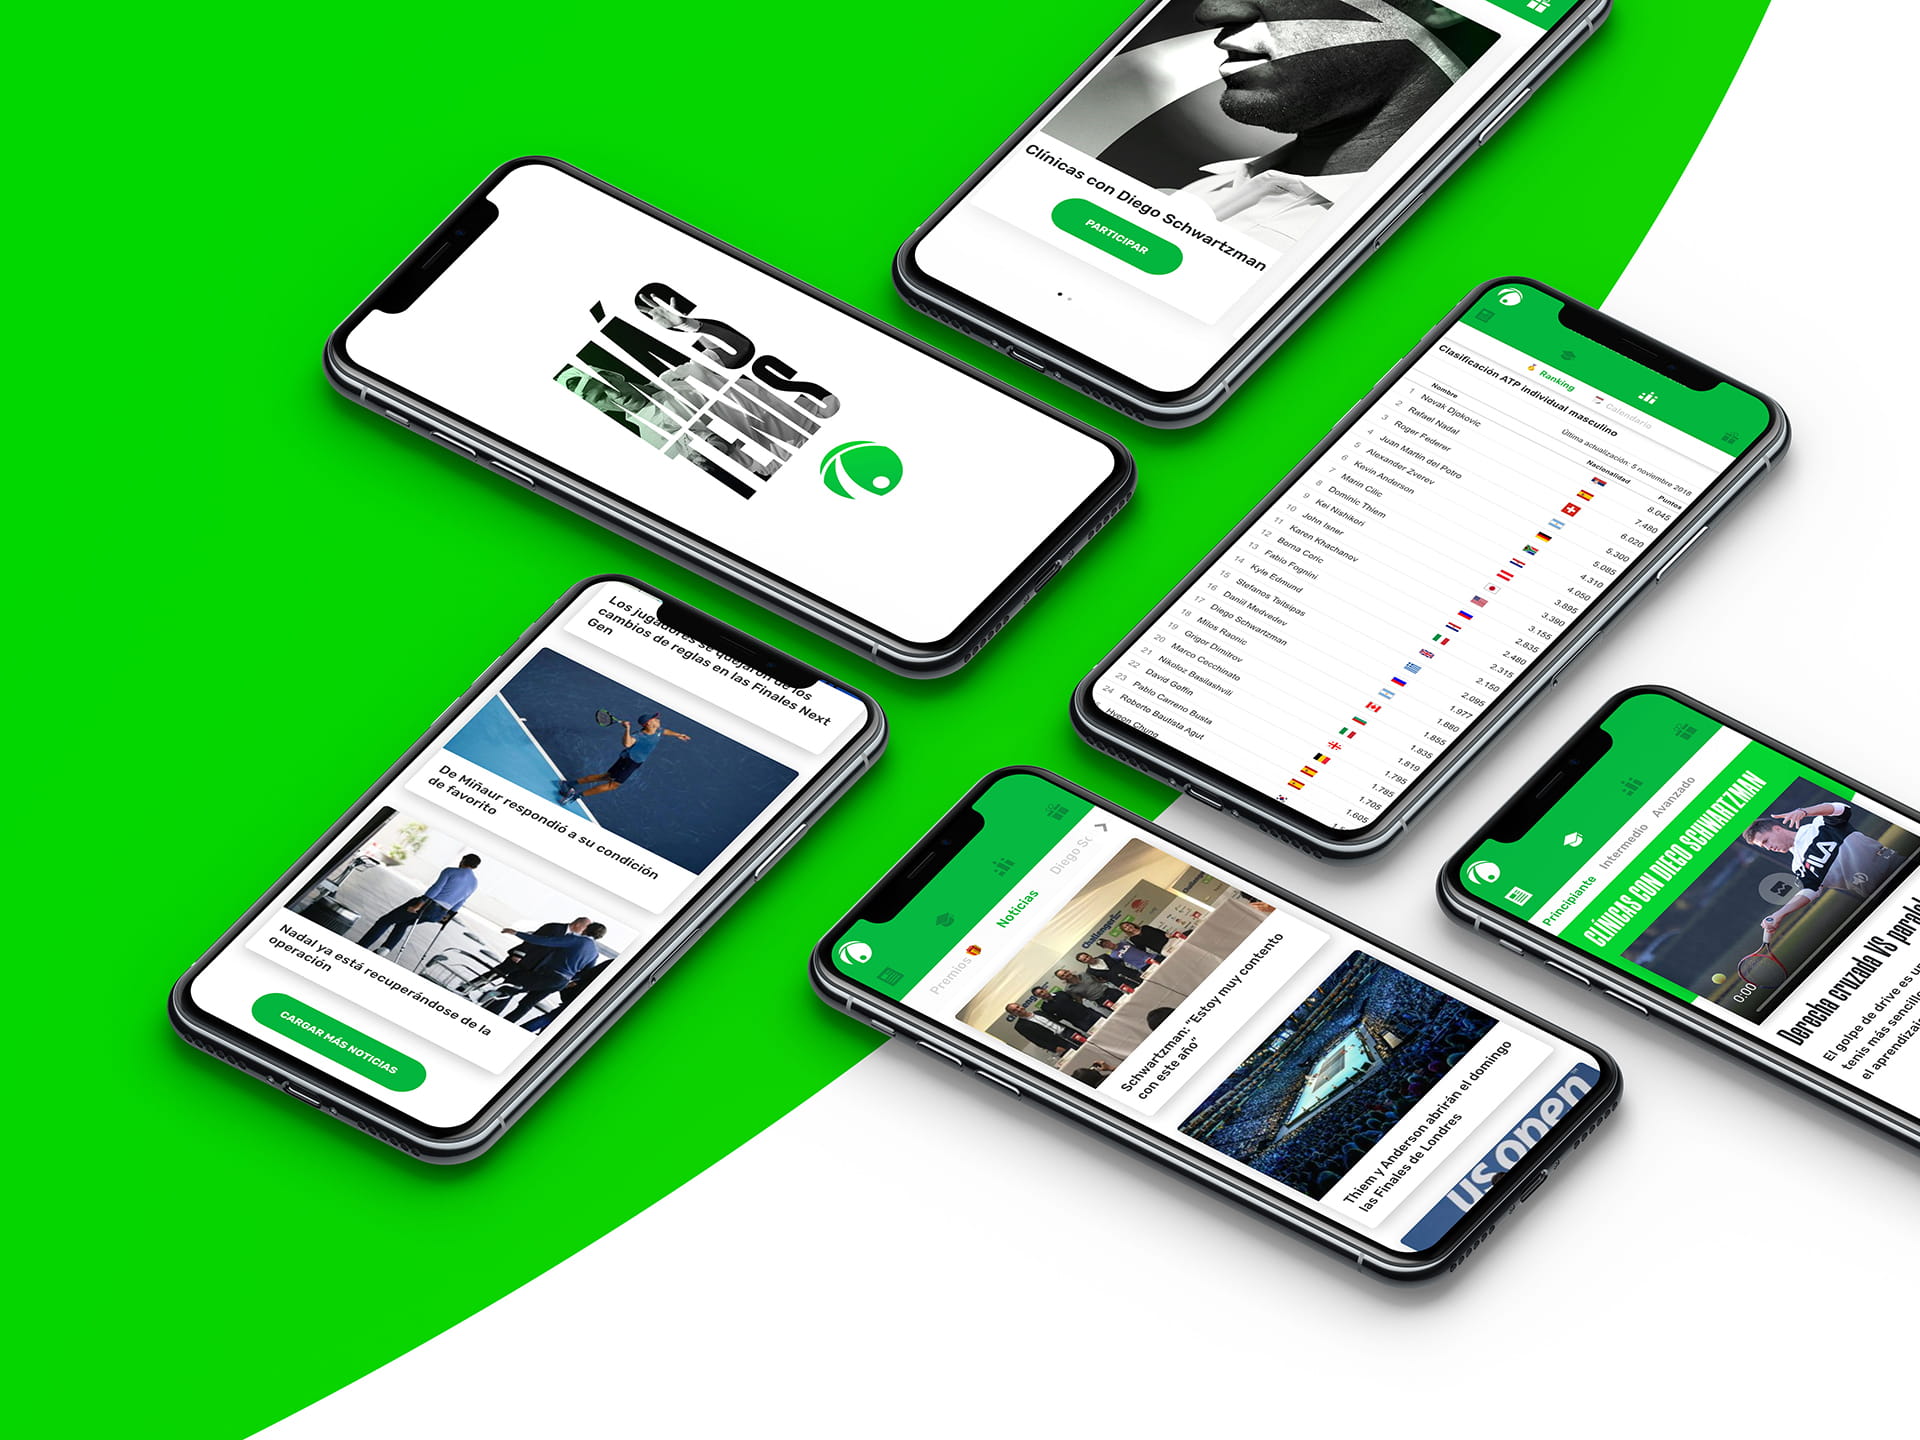 Clínicas con Diego Schwartzman
PARTICIPAR
MÁS
TENIS
Ranking
Calendario
Clasificación ATP individual masculino
Última actualización: 5 noviembre 2018
Nombre Nacionalidad Puntos
1 Novak Djokovic 8.045
2 Rafael Nadal 7.480
3 Roger Federer 6.020
4 Juan Martin del Potro 5.300
5 Alexander Zverev 5.085
6 Kevin Anderson 4.310
7 Marin Cilic 4.050
8 Dominic Thiem 3.895
9 Kei Nishikori 3.390
10 John Isner 3.155
11 Karen Khachanov 2.835
12 Borna Coric 2.480
13 Fabio Fognini 2.315
14 Kyle Edmund 2.150
15 Stefanos Tsitsipas 2.095
16 Daniil Medvedev 1.977
17 Diego Schwartzman 1.880
18 Milos Raonic 1.855
19 Grigor Dimitrov 1.835
20 Marco Cecchinato 1.819
21 Nikoloz Basilashvili 1.795
22 David Goffin 1.785
23 Pablo Carreno Busta 1.705
24 Roberto Bautista Agut 1.605
Hyeon Chung
Los jugadores se quejaron de los
cambios de reglas en las Finales Next
Gen
De Miñaur respondió a su condición
de favorito
Nadal ya está recuperándose de la
operación
CARGAR MÁS NOTICIAS
Premios
Noticias
Diego Sc
Challenger
Schwartzman: "Estoy muy contento
con este año"
Thiem y Anderson abrirán el domingo
las Finales de Londres
us open
Principiante
Intermedio
Avanzado
CLÍNICAS CON DIEGO SCHWARTZMAN
FILA
0:00
Derecha cruzada VS paralel
El golpe de drive es un
tenis más sencillo
el aprendizaj